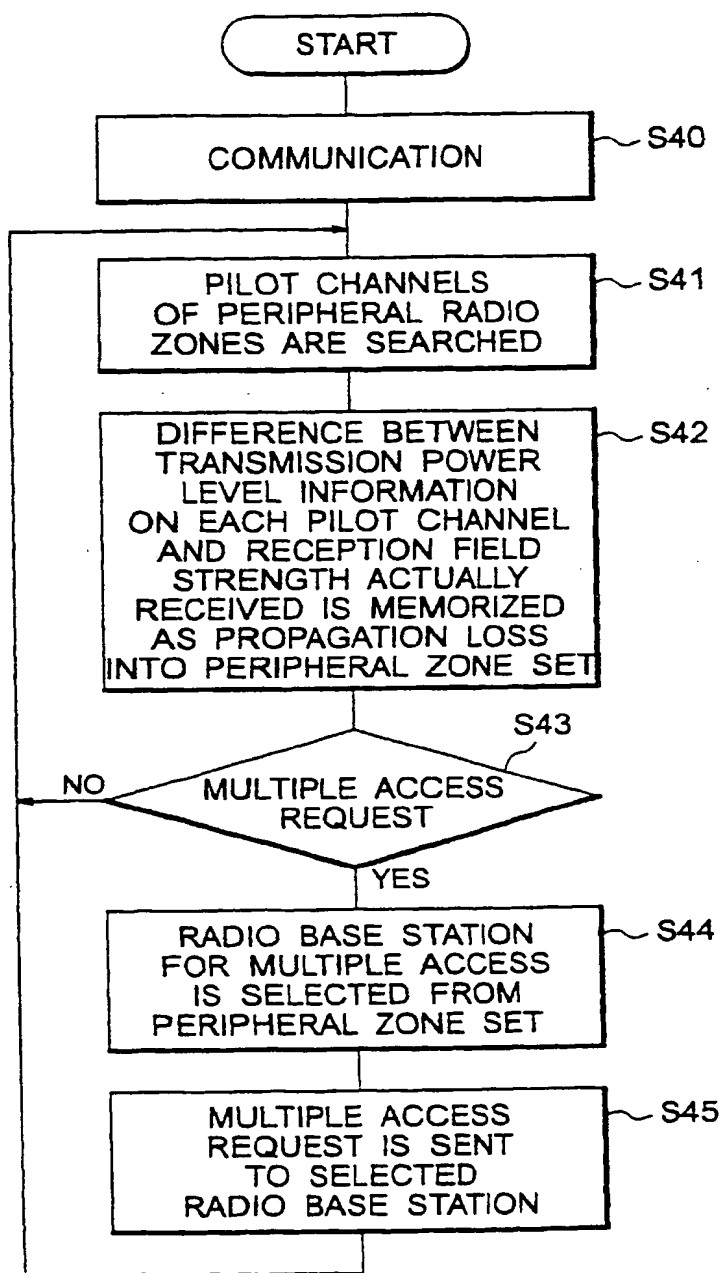 START
COMMUNICATION
S40
PILOT CHANNELS
OF PERIPHERAL RADIO
ZONES ARE SEARCHED
S41
DIFFERENCE BETWEEN
TRANSMISSION POWER
LEVEL INFORMATION
ON EACH PILOT CHANNEL
AND RECEPTION FIELD
STRENGTH ACTUALLY
RECEIVED IS MEMORIZED
AS PROPAGATION LOSS
INTO PERIPHERAL ZONE SET
S42
S43
NO
MULTIPLE ACCESS
REQUEST
YES
RADIO BASE STATION
FOR MULTIPLE ACCESS
IS SELECTED FROM
PERIPHERAL ZONE SET
S44
MULTIPLE ACCESS
REQUEST IS SENT
TO SELECTED
RADIO BASE STATION
S45